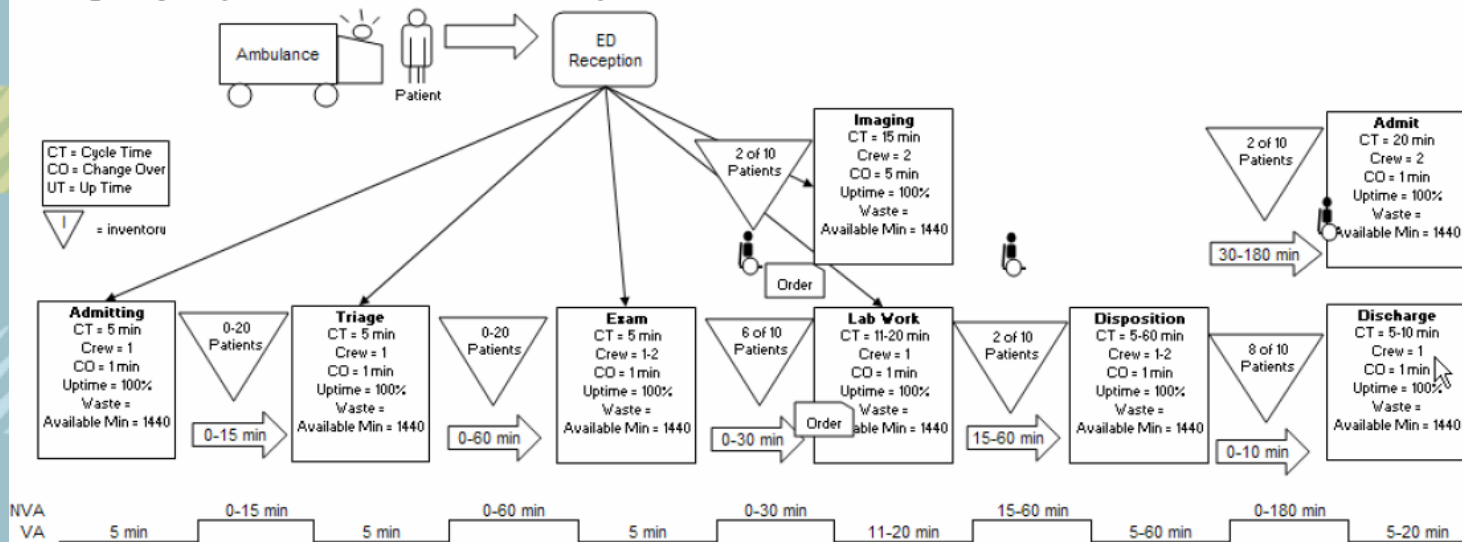 Ambulance
Patient
ED
Reception
CT = Cycle Time
CO = Change Over
UT = Up Time
I
= inventory
2 of 10
Patients
Imaging
CT = 15 min
Crew = 2
CO = 5 min
Uptime = 100%
Waste =
Available Min = 1440
2 of 10
Patients
30-180 min
Admit
CT = 20 min
Crew = 2
CO = 1 min
Uptime = 100%
Waste =
Available Min = 1440
Order
Admitting
CT = 5 min
Crew = 1
CO = 1 min
Uptime = 100%
Waste =
Available Min = 1440
0-20
Patients
0-15 min
Triage
CT = 5 min
Crew = 1
CO = 1 min
Uptime = 100%
Waste =
Available Min = 1440
0-20
Patients
0-60 min
Exam
CT = 5 min
Crew = 1-2
CO = 1 min
Uptime = 100%
Waste =
Available Min = 1440
6 of 10
Patients
0-30 min
Lab Work
CT = 11-20 min
Crew = 1
CO = 1 min
Uptime = 100%
Waste =
able Min = 1440
Order
2 of 10
Patients
15-60 min
Disposition
CT = 5-60 min
Crew = 1-2
CO = 1 min
Uptime = 100%
Waste =
Available Min = 1440
8 of 10
Patients
0-10 min
Discharge
CT = 5-10 min
Crew = 1
CO = 1 min
Uptime = 100%
Waste =
Available Min = 1440
NVA 0-15 min 0-60 min 0-30 min 15-60 min 0-180 min
VA 5 min 5 min 5 min 11-20 min 5-60 min 5-20 min